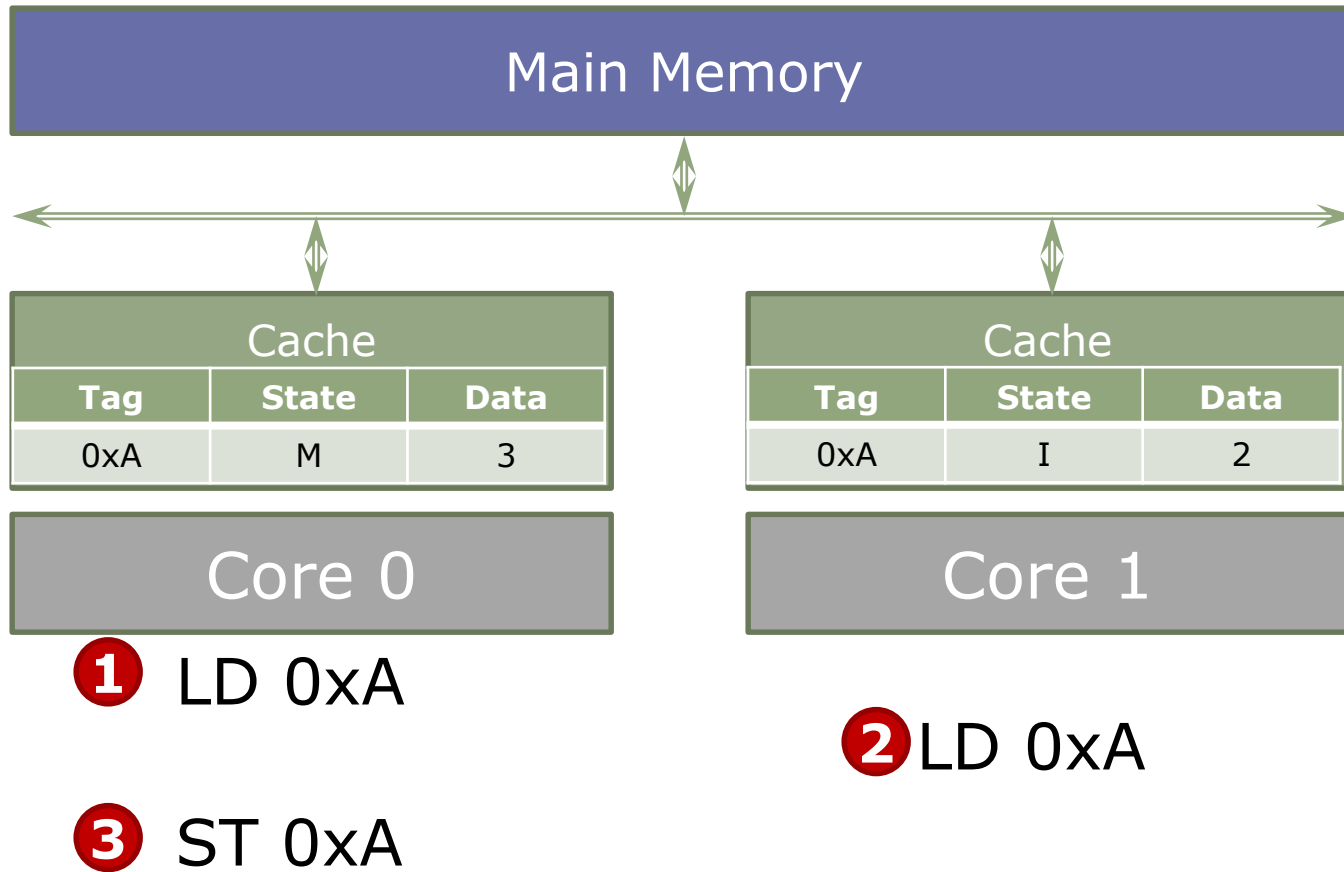 Main Memory
Cache
Tag State Data
0xA M 3
Core 0
Cache
Tag State Data
0xA I 2
Core 1
1 LD 0xA
2 LD 0xA
3 ST 0xA